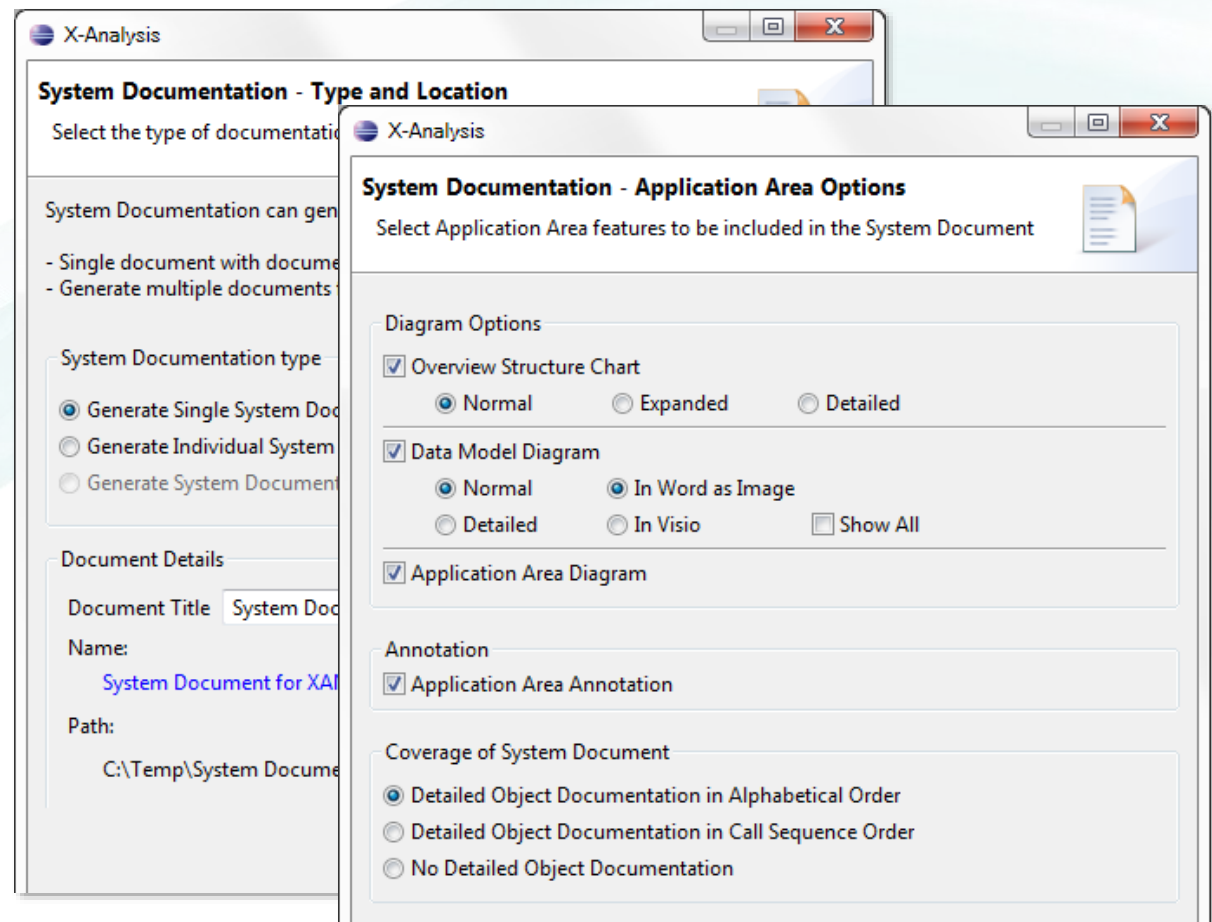 X-Analysis
System Documentation - Type and Location
Select the type of documentatio
System Documentation can gen
- Single document with docume
- Generate multiple documents
System Documentation type
Generate Single System Doc
Generate Individual System
Generate System Document
Document Details
Document Title System Doc
Name:
System Document for XAN
Path:
C:\Temp\System Docume
X-Analysis
System Documentation - Application Area Options
Select Application Area features to be included in the System Document
Diagram Options
Overview Structure Chart
Normal Expanded Detailed
Data Model Diagram
Normal In Word as Image
Detailed In Visio Show All
Application Area Diagram
Annotation
Application Area Annotation
Coverage of System Document
Detailed Object Documentation in Alphabetical Order
Detailed Object Documentation in Call Sequence Order
No Detailed Object Documentation